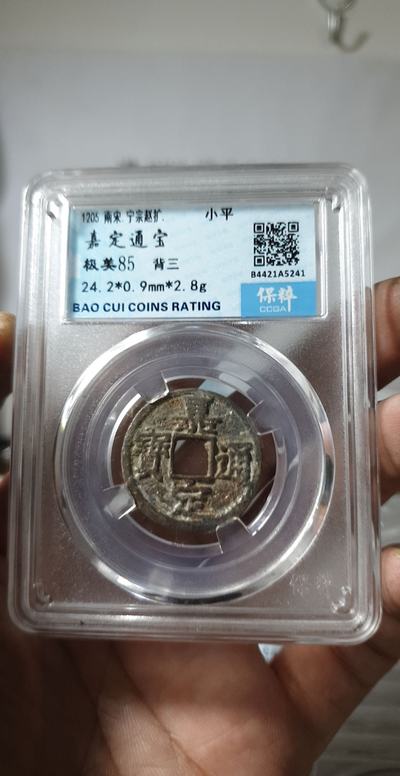 1205 南宋.宁宗赵扩. 小平
嘉定通宝
极美85 背三
B4421A5241
24.2*0.9mm*2.8g
保粹
CCGA
BAO CUI COINS RATING
嘉
寶 通
定